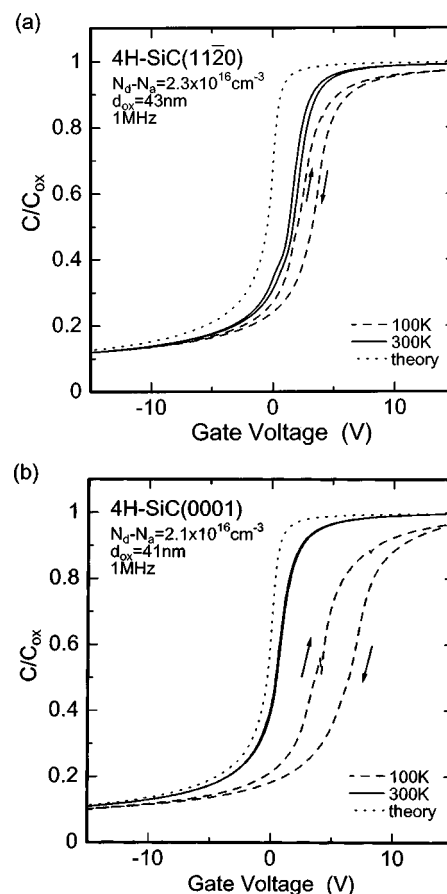 (a)
4H-SiC(11$\overline{2}$0)
N_d-N_a=2.3x10^16cm^-3
d_ox=43nm
1MHz
1
0.8
0.6
0.4
0.2
0
C/C_ox
100K
300K
theory
-10
0
10
Gate Voltage (V)
(b)
4H-SiC(0001)
N_d-N_a=2.1x10^16cm^-3
d_ox=41nm
1MHz
1
0.8
0.6
0.4
0.2
0
C/C_ox
100K
300K
theory
-10
0
10
Gate Voltage (V)